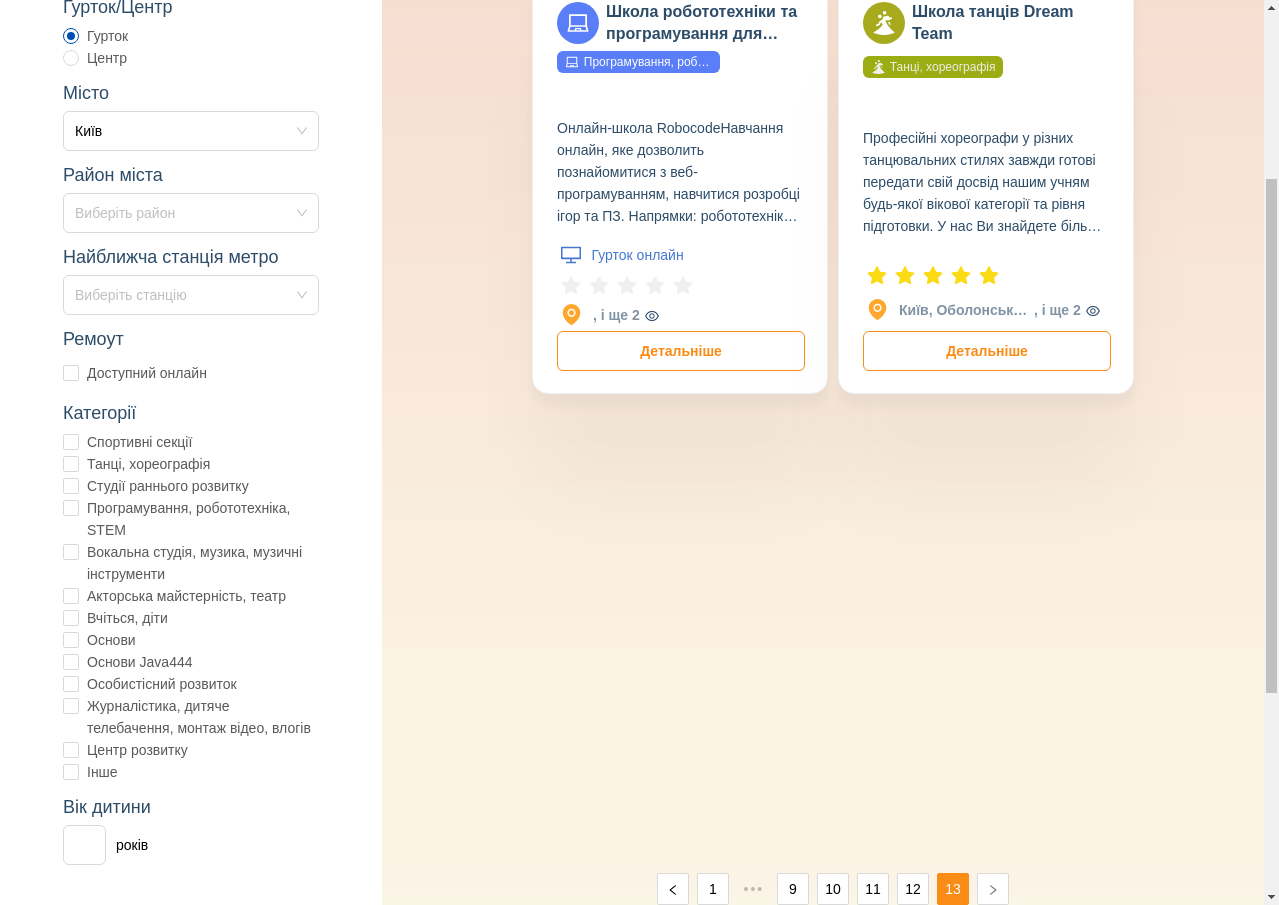 Гурток/Центр
Гурток
Центр
Місто
Київ
Район міста
Виберіть район
Найближча станція метро
Виберіть станцію
Ремоут
Доступний онлайн
Категорії
Спортивні секції
Танці, хореографія
Студії раннього розвитку
Програмування, робототехніка,
STEM
Вокальна студія, музика, музичні
інструменти
Акторська майстерність, театр
Вчіться, діти
Основи
Основи Java444
Особистісний розвиток
Журналістика, дитяче
телебачення, монтаж відео, влогів
Центр розвитку
Інше
Вік дитини
років
Школа робототехніки та
програмування для…
Програмування, роб…
Онлайн-школа RobocodeНавчання
онлайн, яке дозволить
познайомитися з веб-
програмуванням, навчитися розробці
ігор та ПЗ. Напрямки: робототехнік…
Гурток онлайн
, і ще 2
Детальніше
Школа танців Dream
Team
Танці, хореографія
Професійні хореографи у різних
танцювальних стилях завжди готові
передати свій досвід нашим учням
будь-якої вікової категорії та рівня
підготовки. У нас Ви знайдете біль…
Київ, Оболонськ… , і ще 2
Детальніше
1 ••• 9 10 11 12 13